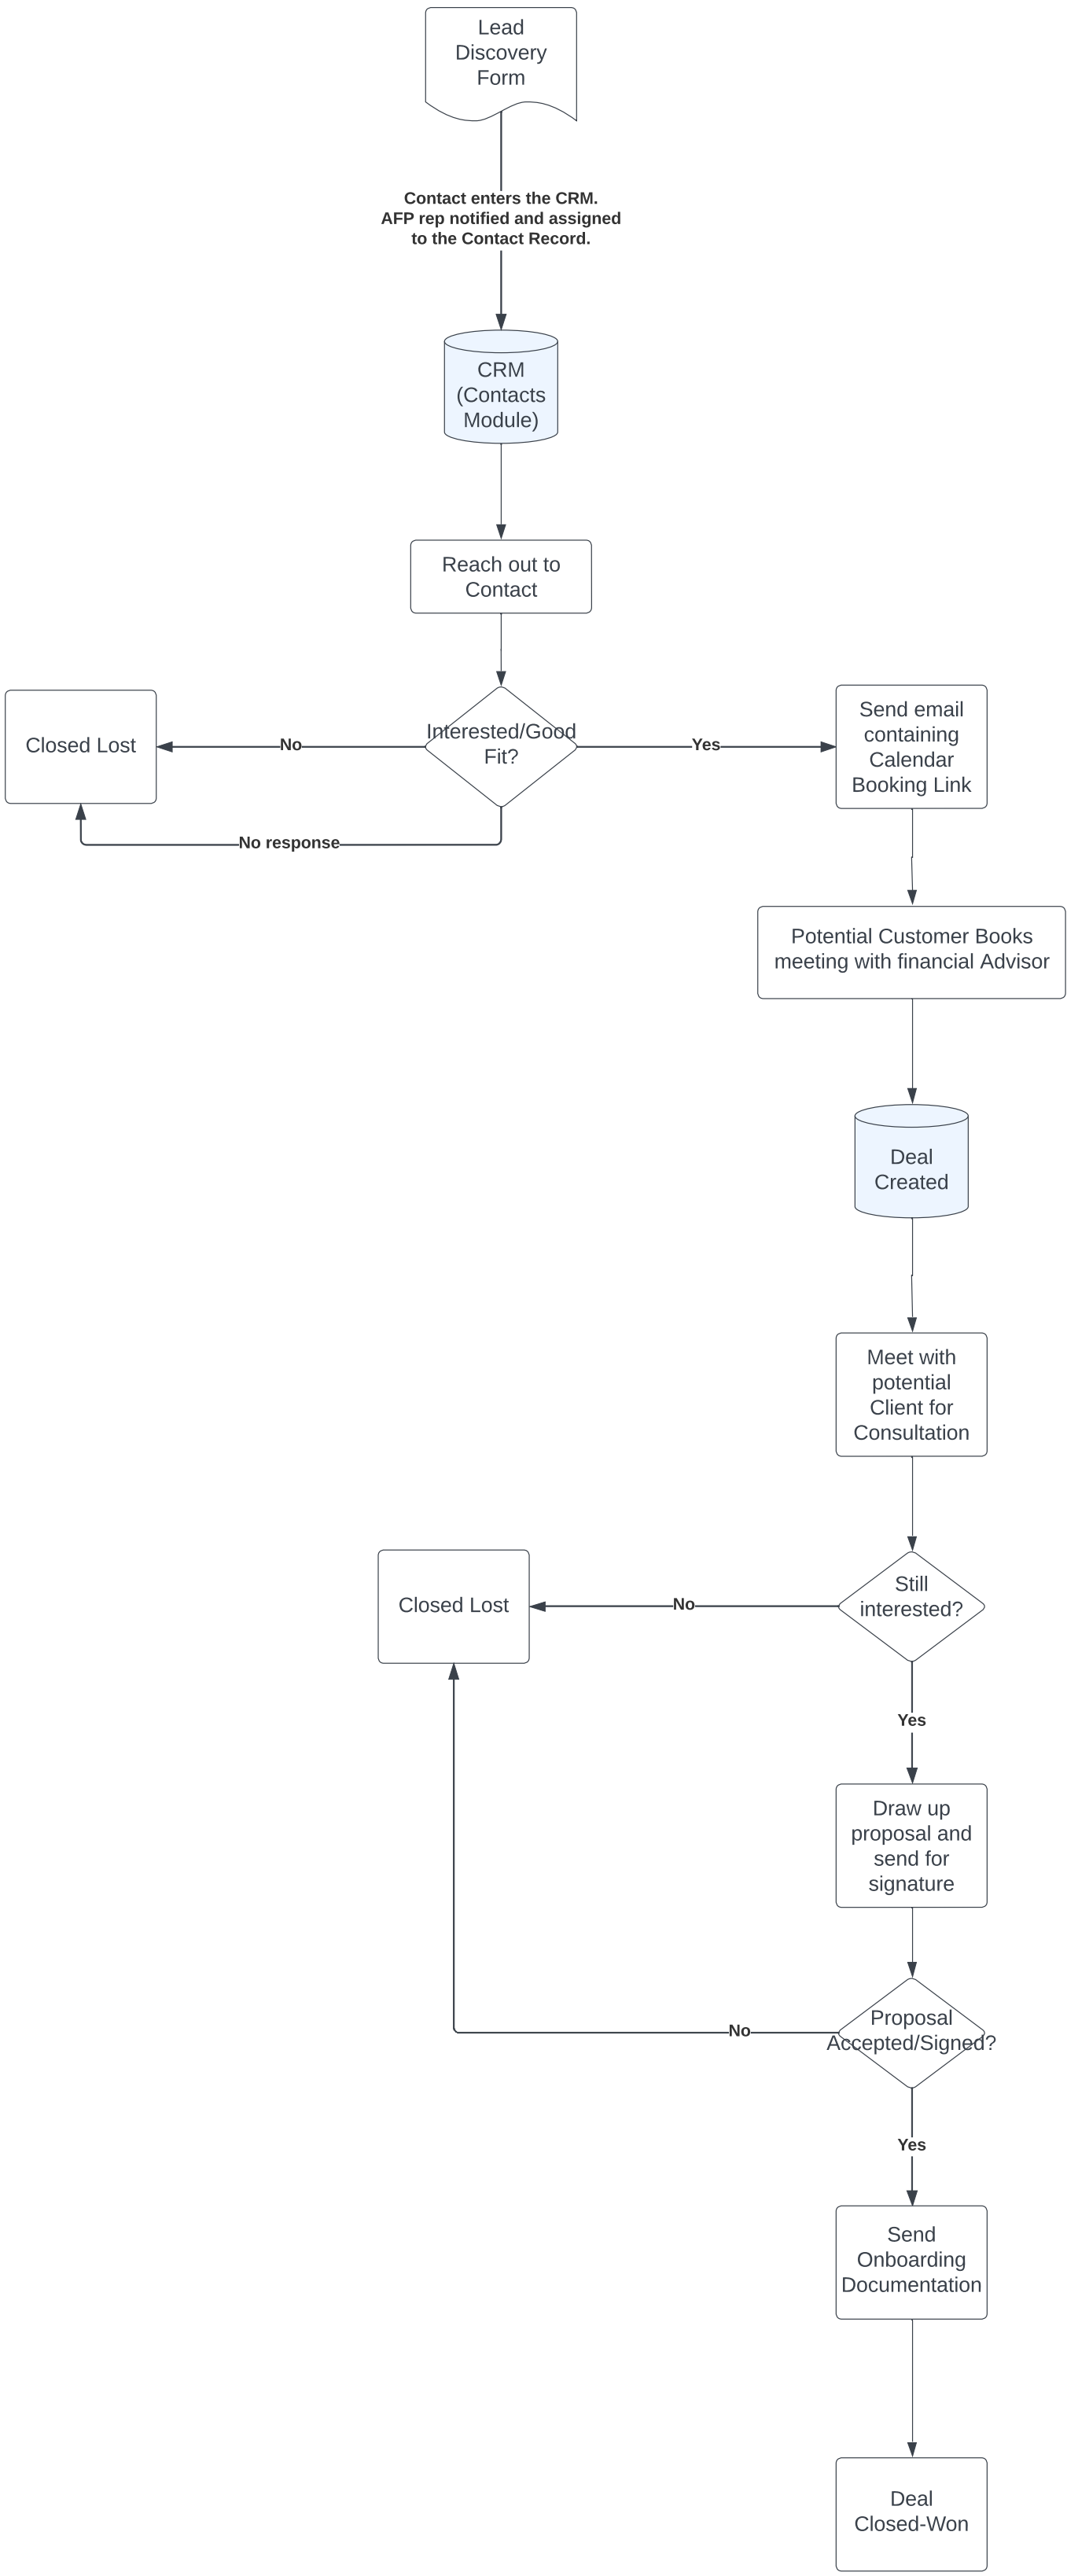 Lead
Discovery
Form
Contact enters the CRM.
AFP rep notified and assigned
to the Contact Record.
CRM
(Contacts
Module)
Reach out to
Contact
Closed Lost
No
Interested/Good
Fit?
Yes
Send email
containing
Calendar
Booking Link
No response
Potential Customer Books
meeting with financial Advisor
Deal
Created
Meet with
potential
Client for
Consultation
Closed Lost
No
Still
interested?
Yes
Draw up
proposal and
send for
signature
No
Proposal
Accepted/Signed?
Yes
Send
Onboarding
Documentation
Deal
Closed-Won